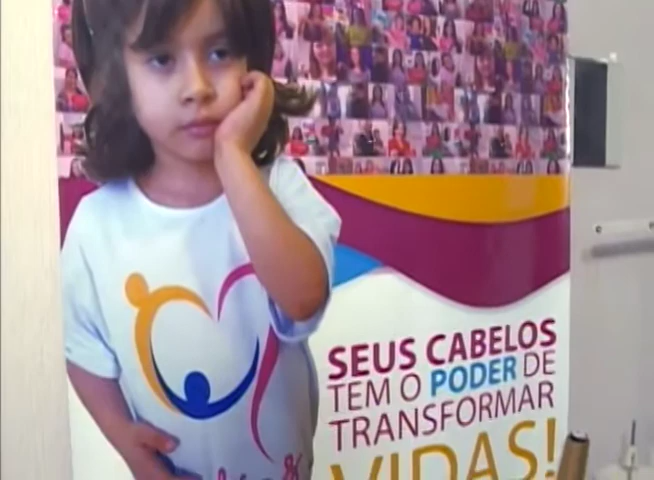 SEUS CABELOS
TEM O PODER DE
TRANSFORMAR
VIDAS!